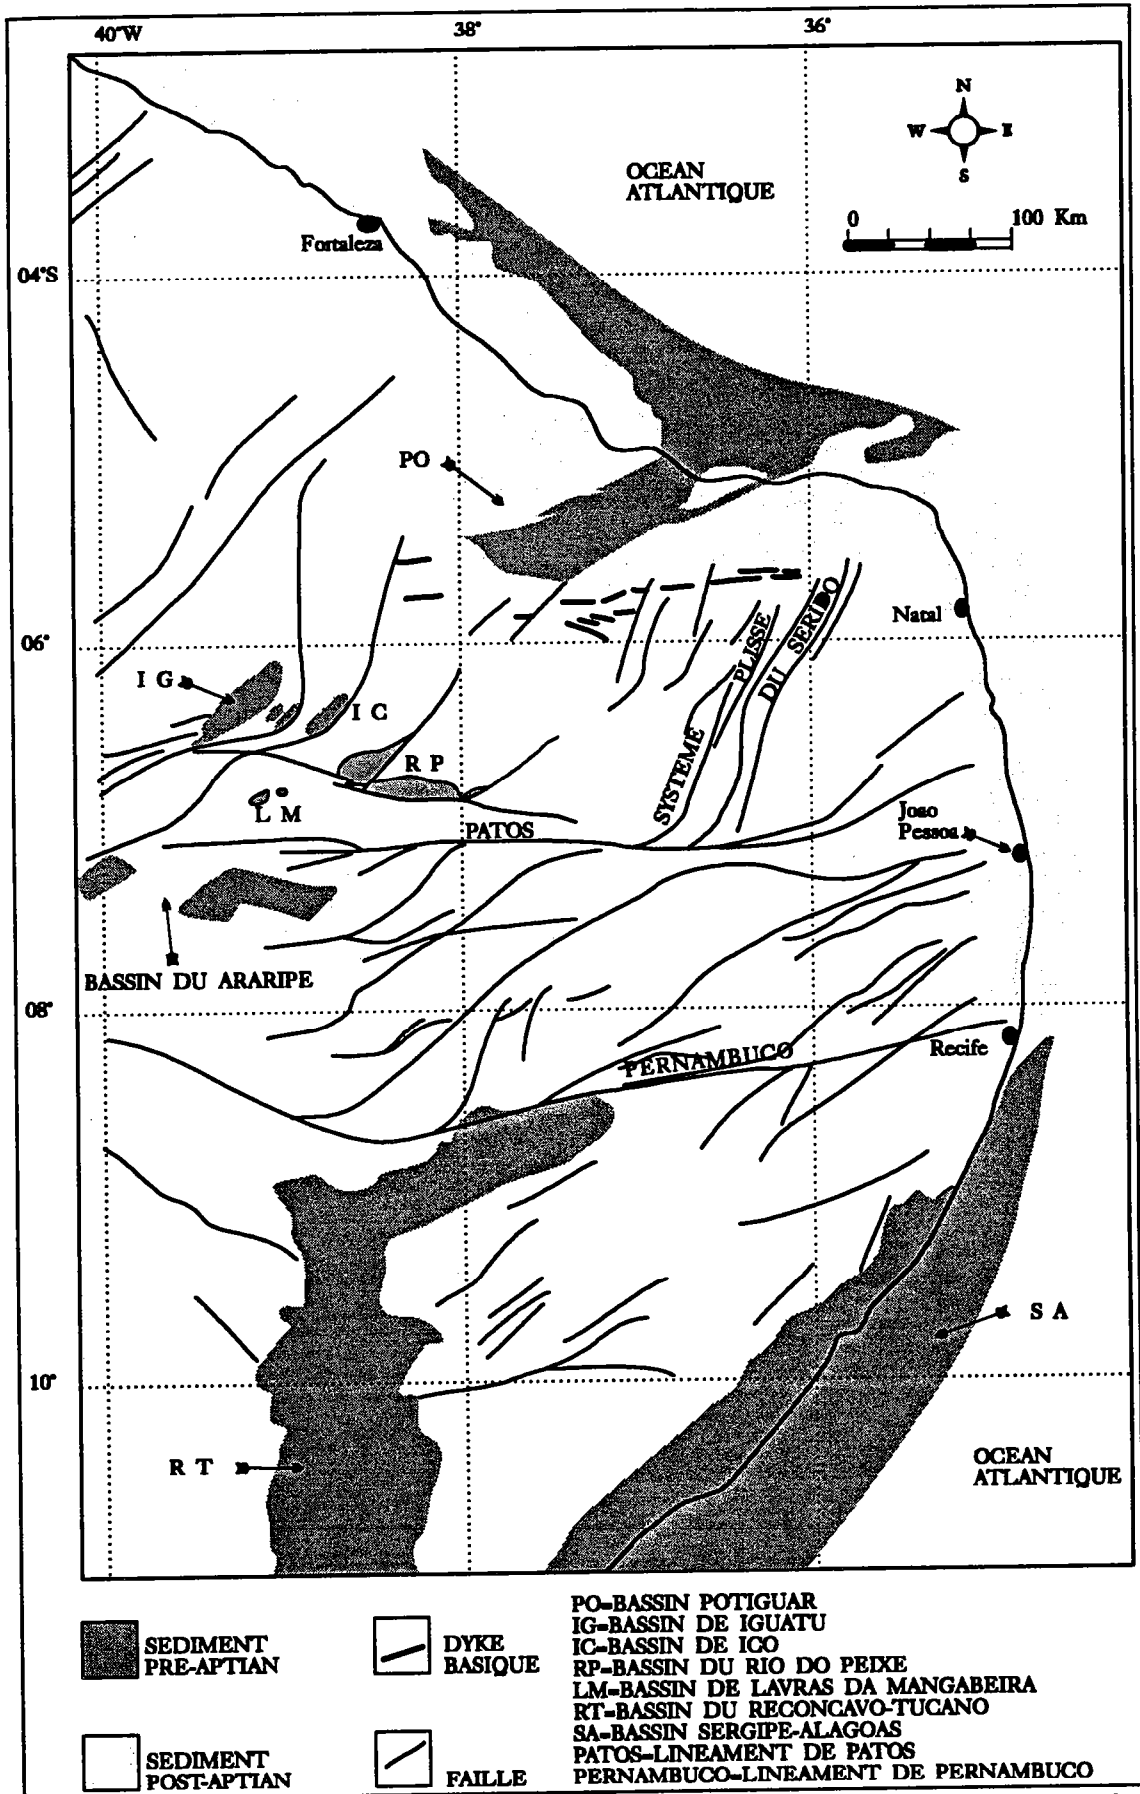 40°W
38°
36°
N
W
E
S
OCEAN
ATLANTIQUE
0
100 Km
Fortaleza
04°S
PO
Natal
06°
I G
I C
SYSTEME PLISSE
DU SERIDO
R P
L M
PATOS
Joao
Pessoa
BASSIN DU ARARIPE
08°
PERNAMBUCO
Recife
S A
10°
R T
OCEAN
ATLANTIQUE
SEDIMENT
PRE-APTIAN
DYKE
BASIQUE
SEDIMENT
POST-APTIAN
FAILLE
PO=BASSIN POTIGUAR
IG=BASSIN DE IGUATU
IC=BASSIN DE ICO
RP=BASSIN DU RIO DO PEIXE
LM=BASSIN DE LAVRAS DA MANGABEIRA
RT=BASSIN DU RECONCAVO-TUCANO
SA=BASSIN SERGIPE-ALAGOAS
PATOS=LINEAMENT DE PATOS
PERNAMBUCO=LINEAMENT DE PERNAMBUCO